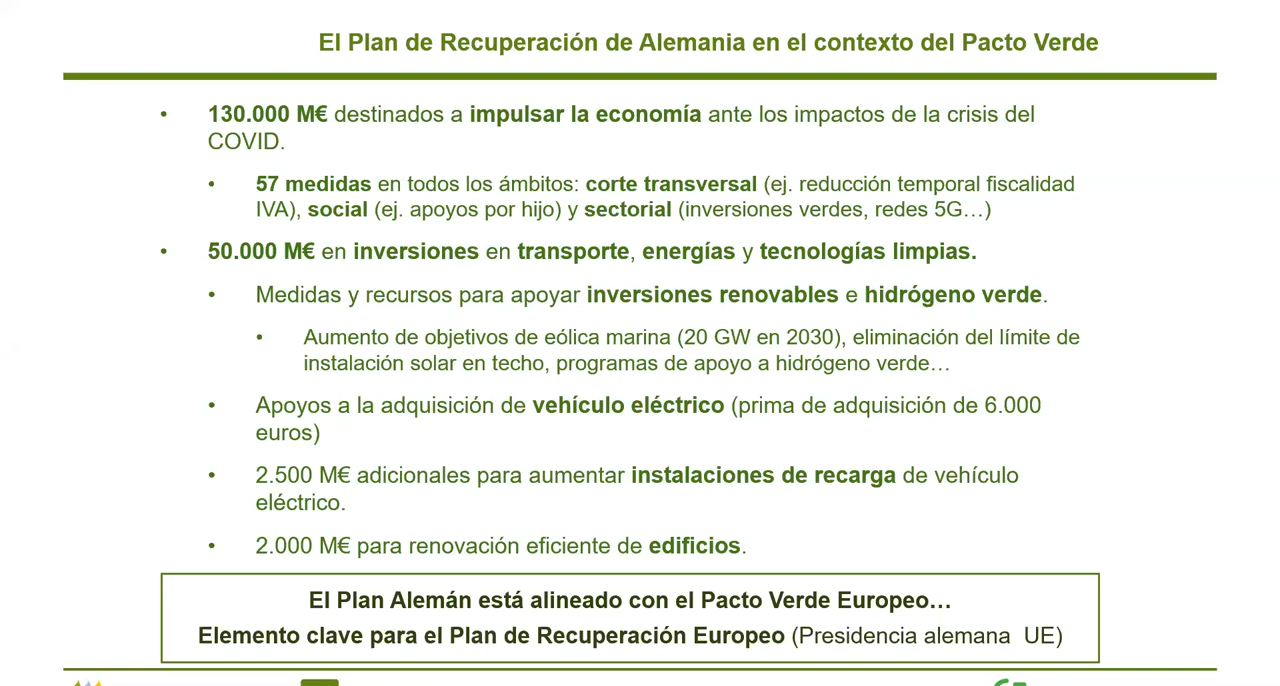 El Plan de Recuperación de Alemania en el contexto del Pacto Verde
• 130.000 M€ destinados a impulsar la economía ante los impactos de la crisis del
COVID.
• 57 medidas en todos los ámbitos: corte transversal (ej. reducción temporal fiscalidad
IVA), social (ej. apoyos por hijo) y sectorial (inversiones verdes, redes 5G…)
• 50.000 M€ en inversiones en transporte, energías y tecnologías limpias.
• Medidas y recursos para apoyar inversiones renovables e hidrógeno verde.
• Aumento de objetivos de eólica marina (20 GW en 2030), eliminación del límite de
instalación solar en techo, programas de apoyo a hidrógeno verde…
• Apoyos a la adquisición de vehículo eléctrico (prima de adquisición de 6.000
euros)
• 2.500 M€ adicionales para aumentar instalaciones de recarga de vehículo
eléctrico.
• 2.000 M€ para renovación eficiente de edificios.
El Plan Alemán está alineado con el Pacto Verde Europeo…
Elemento clave para el Plan de Recuperación Europeo (Presidencia alemana UE)